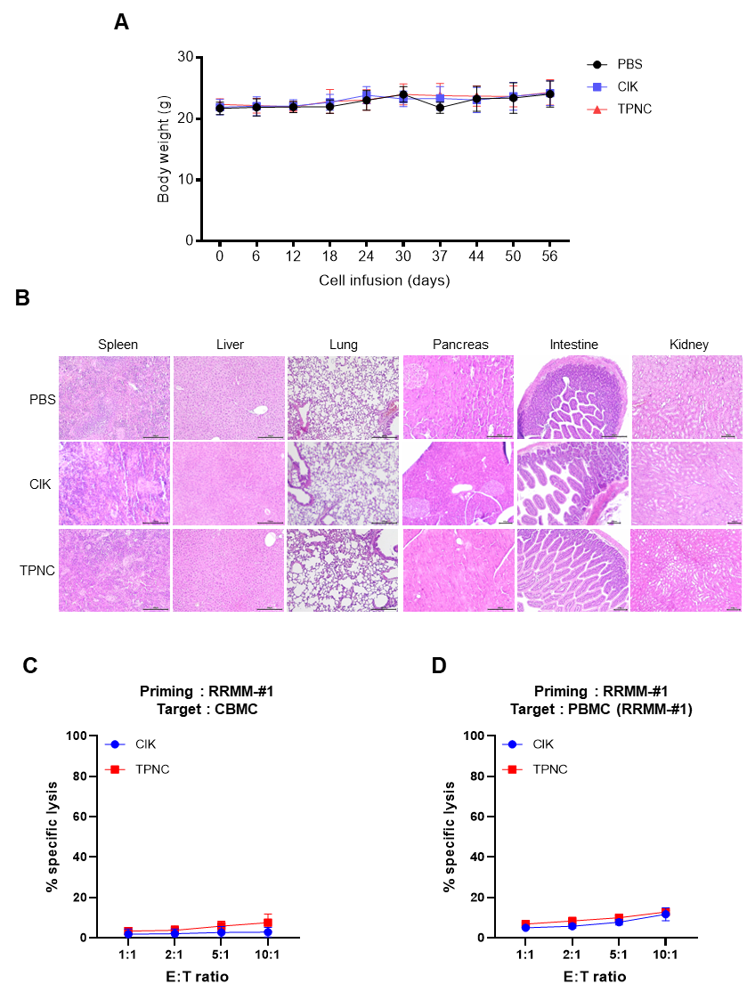 A
30
20
10
0
Body weight (g)
0 6 12 18 24 30 37 44 50 56
Cell infusion (days)
PBS
CIK
TPNC
B
Spleen Liver Lung Pancreas Intestine Kidney
PBS
CIK
TPNC
C
Priming : RRMM-#1
Target : CBMC
100
80
60
40
20
0
% specific lysis
CIK
TPNC
1:1 2:1 5:1 10:1
E:T ratio
D
Priming : RRMM-#1
Target : PBMC (RRMM-#1)
100
80
60
40
20
0
% specific lysis
CIK
TPNC
1:1 2:1 5:1 10:1
E:T ratio